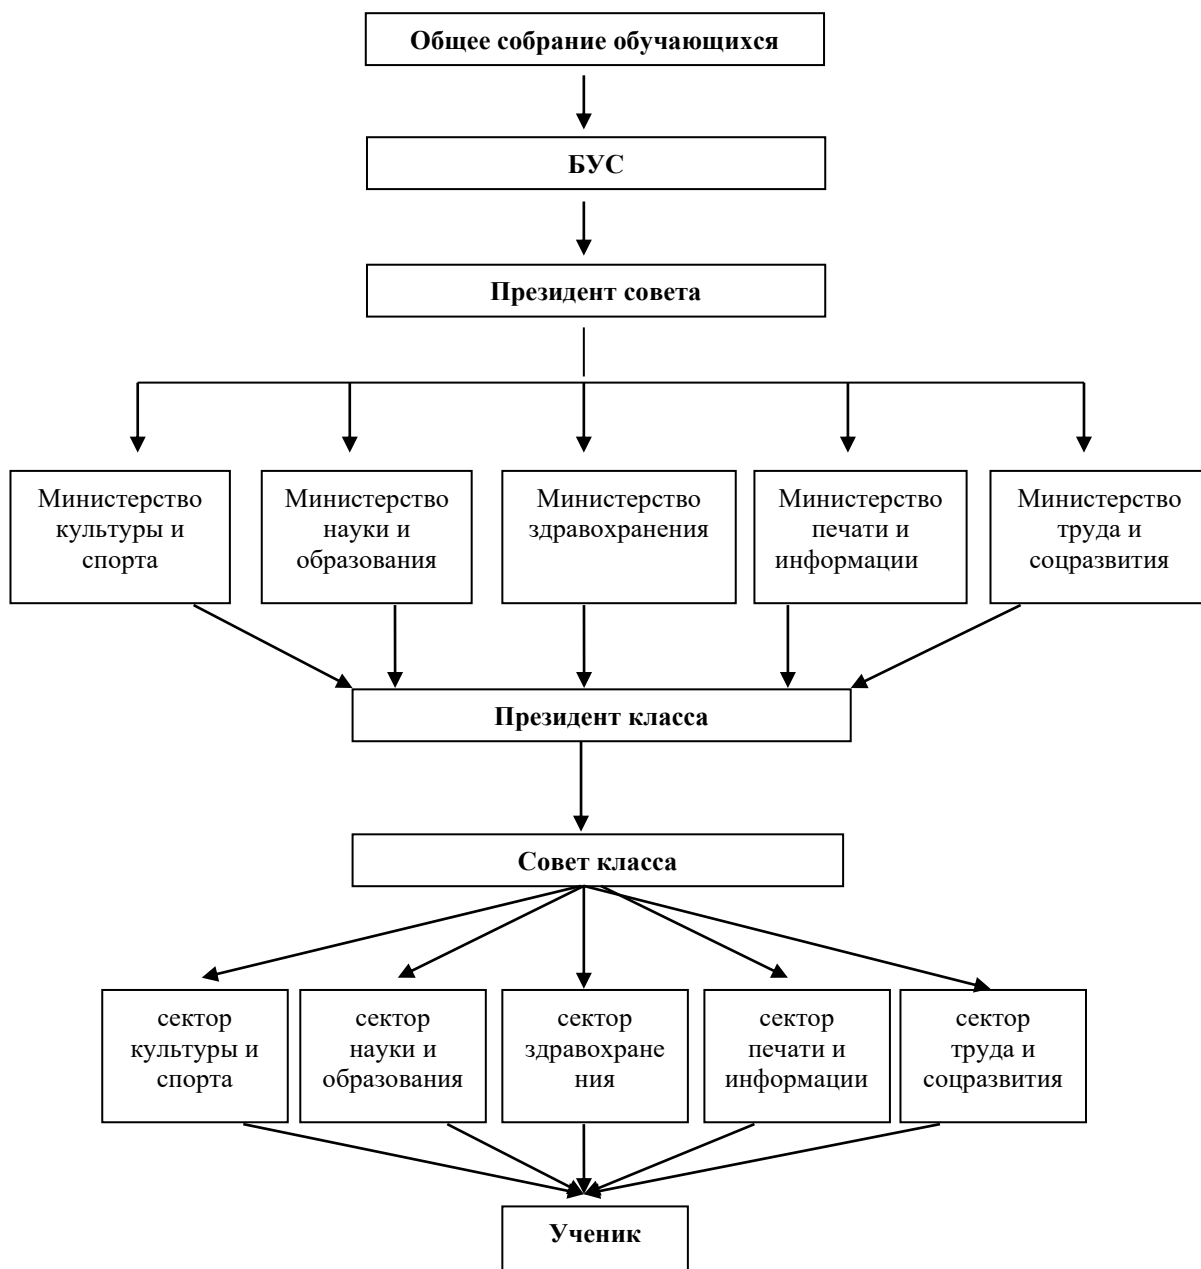 Общее собрание обучающихся
БУС
Президент совета
Министерство
культуры и
спорта
Министерство
науки и
образования
Министерство
здравохранения
Министерство
печати и
информации
Министерство
труда и
соцразвития
Президент класса
Совет класса
сектор
культуры и
спорта
сектор
науки и
образования
сектор
здравохране
ния
сектор
печати и
информации
сектор
труда и
соцразвития
Ученик